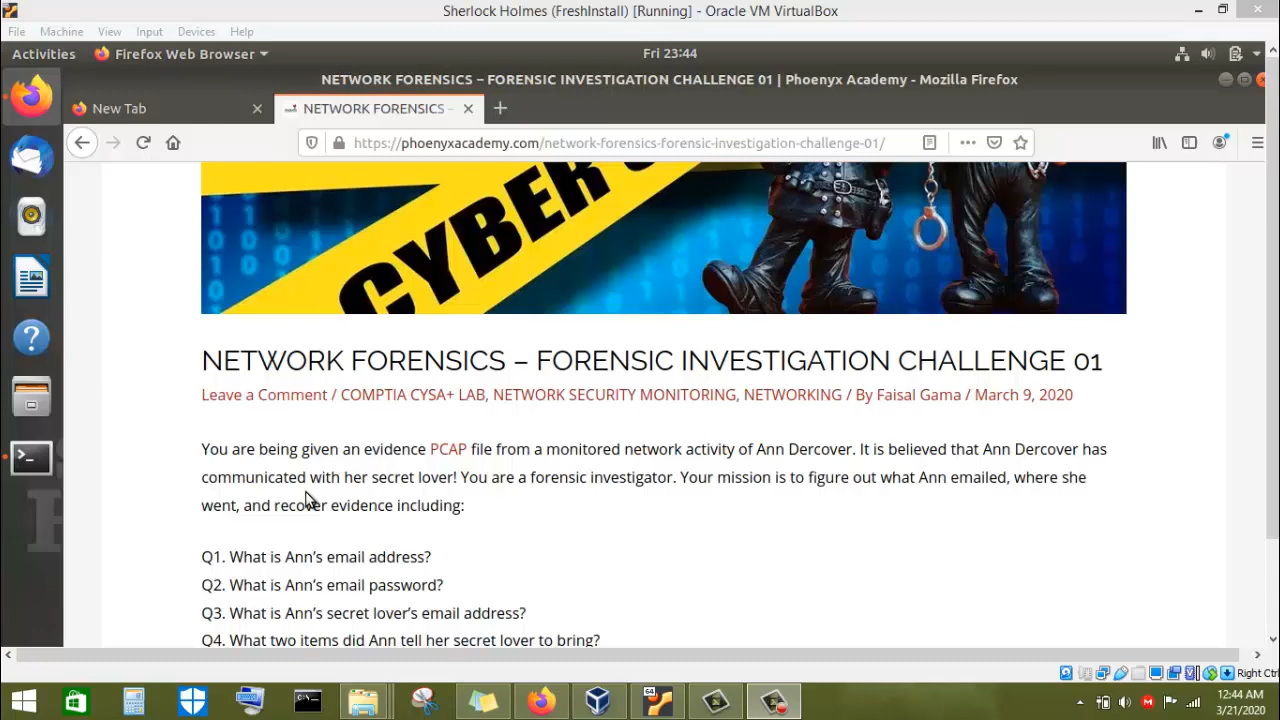 Sherlock Holmes (FreshInstall) [Running] - Oracle VM VirtualBox
File Machine View Input Devices Help
Activities Firefox Web Browser Fri 23:44
NETWORK FORENSICS – FORENSIC INVESTIGATION CHALLENGE 01 | Phoenyx Academy - Mozilla Firefox
New Tab NETWORK FORENSICS –
https://phoenyxacademy.com/network-forensics-forensic-investigation-challenge-01/
CYBER
NETWORK FORENSICS – FORENSIC INVESTIGATION CHALLENGE 01
Leave a Comment / COMPTIA CYSA+ LAB, NETWORK SECURITY MONITORING, NETWORKING / By Faisal Gama / March 9, 2020
You are being given an evidence PCAP file from a monitored network activity of Ann Dercover. It is believed that Ann Dercover has
communicated with her secret lover! You are a forensic investigator. Your mission is to figure out what Ann emailed, where she
went, and recover evidence including:
Q1. What is Ann’s email address?
Q2. What is Ann’s email password?
Q3. What is Ann’s secret lover’s email address?
Q4. What two items did Ann tell her secret lover to bring?
Right Ctrl
64
12:44 AM
3/21/2020